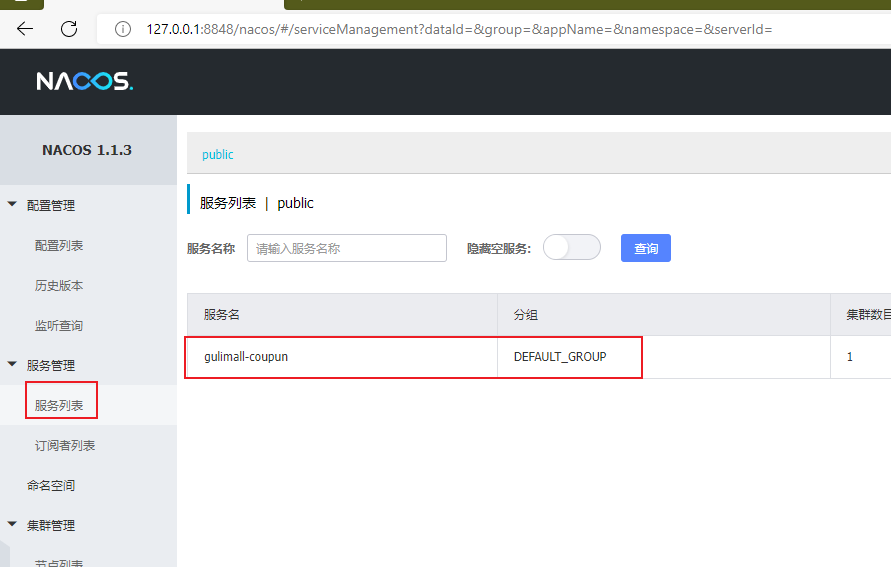 127.0.0.1:8848/nacos/#/serviceManagement?dataId=&group=&appName=&namespace=&serverId=
NACOS.
NACOS 1.1.3
public
配置管理
服务列表 | public
配置列表
服务名称 请输入服务名称 隐藏空服务: 查询
历史版本
服务名 分组 集群数目
监听查询
gulimall-coupun DEFAULT_GROUP 1
服务管理
服务列表
订阅者列表
命名空间
集群管理
节点列表